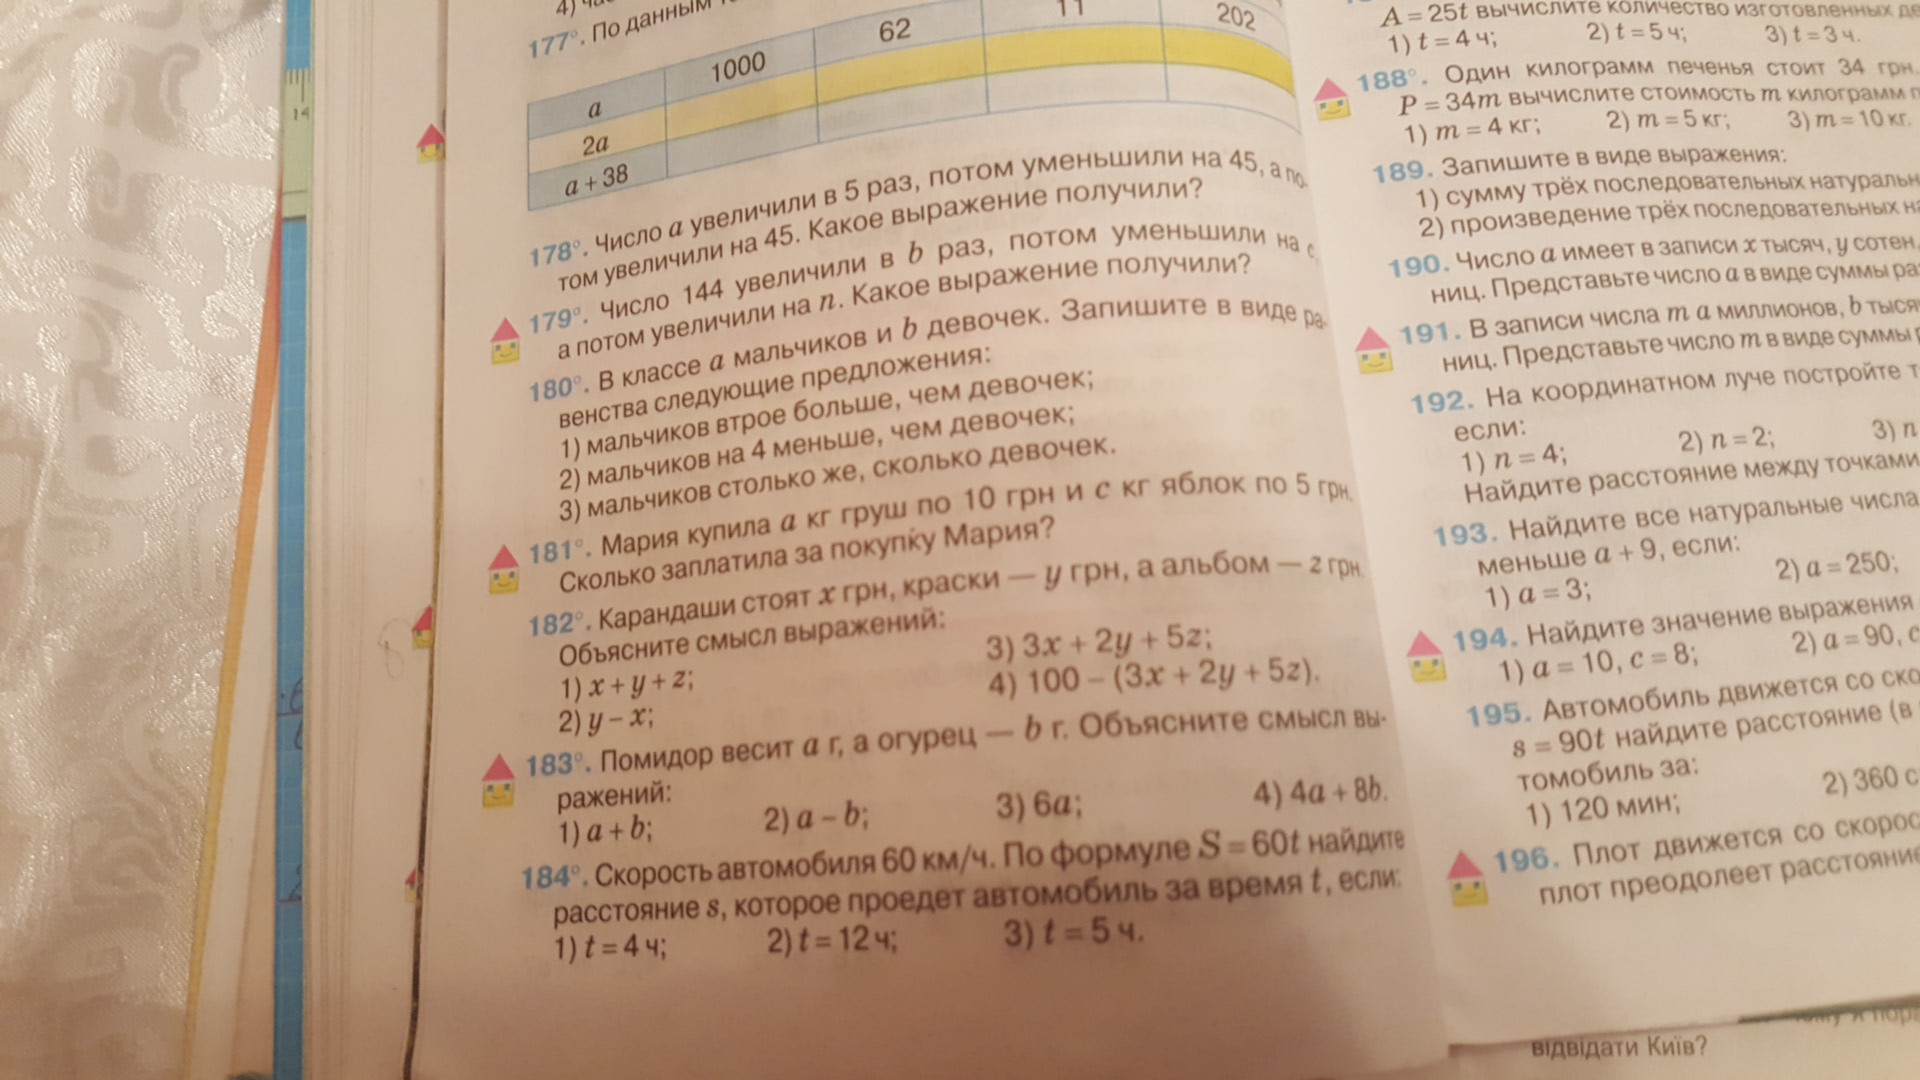 4)
177°. По данным
a 1000 62 11 202
2a
a + 38
178°. Число a увеличили в 5 раз, потом уменьшили на 45, а по-
том увеличили на 45. Какое выражение получили?
179°. Число 144 увеличили в b раз, потом уменьшили на c,
а потом увеличили на n. Какое выражение получили?
180°. В классе a мальчиков и b девочек. Запишите в виде ра-
венства следующие предложения:
1) мальчиков втрое больше, чем девочек;
2) мальчиков на 4 меньше, чем девочек;
3) мальчиков столько же, сколько девочек.
181°. Мария купила a кг груш по 10 грн и c кг яблок по 5 грн.
Сколько заплатила за покупку Мария?
182°. Карандаши стоят x грн, краски — y грн, а альбом — z грн.
Объясните смысл выражений:
1) x + y + z; 3) 3x + 2y + 5z;
2) y – x; 4) 100 – (3x + 2y + 5z).
183°. Помидор весит a г, а огурец — b г. Объясните смысл вы-
ражений:
1) a + b; 2) a – b; 3) 6a; 4) 4a + 8b.
184°. Скорость автомобиля 60 км/ч. По формуле S = 60t найдите
расстояние s, которое проедет автомобиль за время t, если:
1) t = 4 ч; 2) t = 12 ч; 3) t = 5 ч.
A = 25t вычислите количество изготовленных
1) t = 4 ч; 2) t = 5 ч; 3) t = 3 ч.
188°. Один килограмм печенья стоит 34 грн.
P = 34m вычислите стоимость m килограмм
1) m = 4 кг; 2) m = 5 кг; 3) m = 10 кг.
189. Запишите в виде выражения:
1) сумму трёх последовательных
2) произведение трёх последовательных
190. Число a имеет в записи x тысяч, y сотен,
ниц. Представьте число a в виде суммы
191. В записи числа m a миллионов, b
ниц. Представьте число m в виде суммы
192. На координатном луче постройте
если:
1) n = 4; 2) n = 2; 3) n
Найдите расстояние между точками
193. Найдите все натуральные числа
меньше a + 9, если:
1) a = 3; 2) a = 250;
194. Найдите значение выражения
1) a = 10, c = 8; 2) a = 90, c
195. Автомобиль движется со
s = 90t найдите расстояние (в
томобиль за:
1) 120 мин; 2) 360 с
196. Плот движется со
плот преодолеет
відвідати Київ?
14